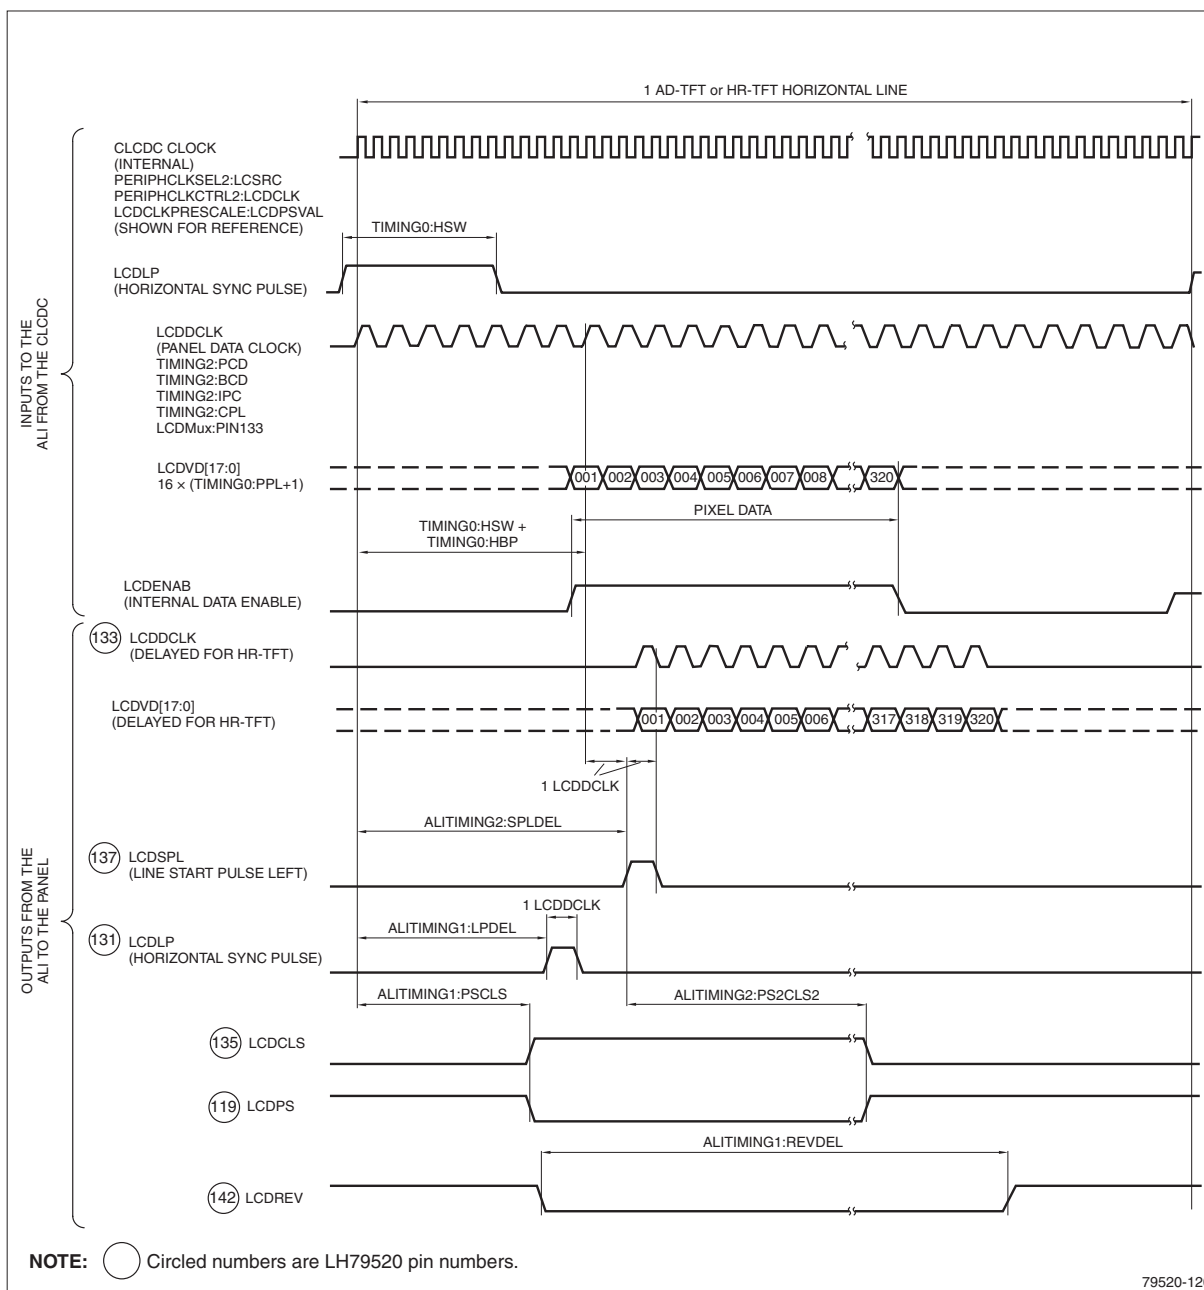 1 AD-TFT or HR-TFT HORIZONTAL LINE
INPUTS TO THE
ALI FROM THE CLCDC
CLCDC CLOCK
(INTERNAL)
PERIPHCLKSEL2:LCSRC
PERIPHCLKCTRL2:LCDCLK
LCDCLKPRESCALE:LCDPSVAL
(SHOWN FOR REFERENCE)
TIMING0:HSW
LCDLP
(HORIZONTAL SYNC PULSE)
LCDDCLK
(PANEL DATA CLOCK)
TIMING2:PCD
TIMING2:BCD
TIMING2:IPC
TIMING2:CPL
LCDMux:PIN133
LCDVD[17:0]
16 × (TIMING0:PPL+1)
001 002 003 004 005 006 007 008 320
PIXEL DATA
TIMING0:HSW +
TIMING0:HBP
LCDENAB
(INTERNAL DATA ENABLE)
OUTPUTS FROM THE
ALI TO THE PANEL
133 LCDDCLK
(DELAYED FOR HR-TFT)
LCDVD[17:0]
(DELAYED FOR HR-TFT)
001 002 003 004 005 006 317 318 319 320
1 LCDDCLK
ALITIMING2:SPLDEL
137 LCDSPL
(LINE START PULSE LEFT)
1 LCDDCLK
ALITIMING1:LPDEL
131 LCDLP
(HORIZONTAL SYNC PULSE)
ALITIMING1:PSCLS
ALITIMING2:PS2CLS2
135 LCDCLS
119 LCDPS
ALITIMING1:REVDEL
142 LCDREV
NOTE: Circled numbers are LH79520 pin numbers.